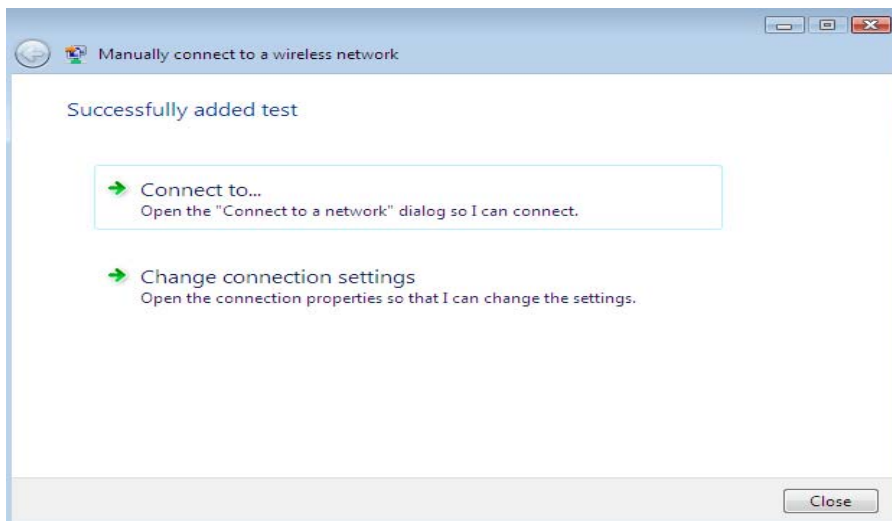 Manually connect to a wireless network
Successfully added test
Connect to...
Open the "Connect to a network" dialog so I can connect.
Change connection settings
Open the connection properties so that I can change the settings.
Close